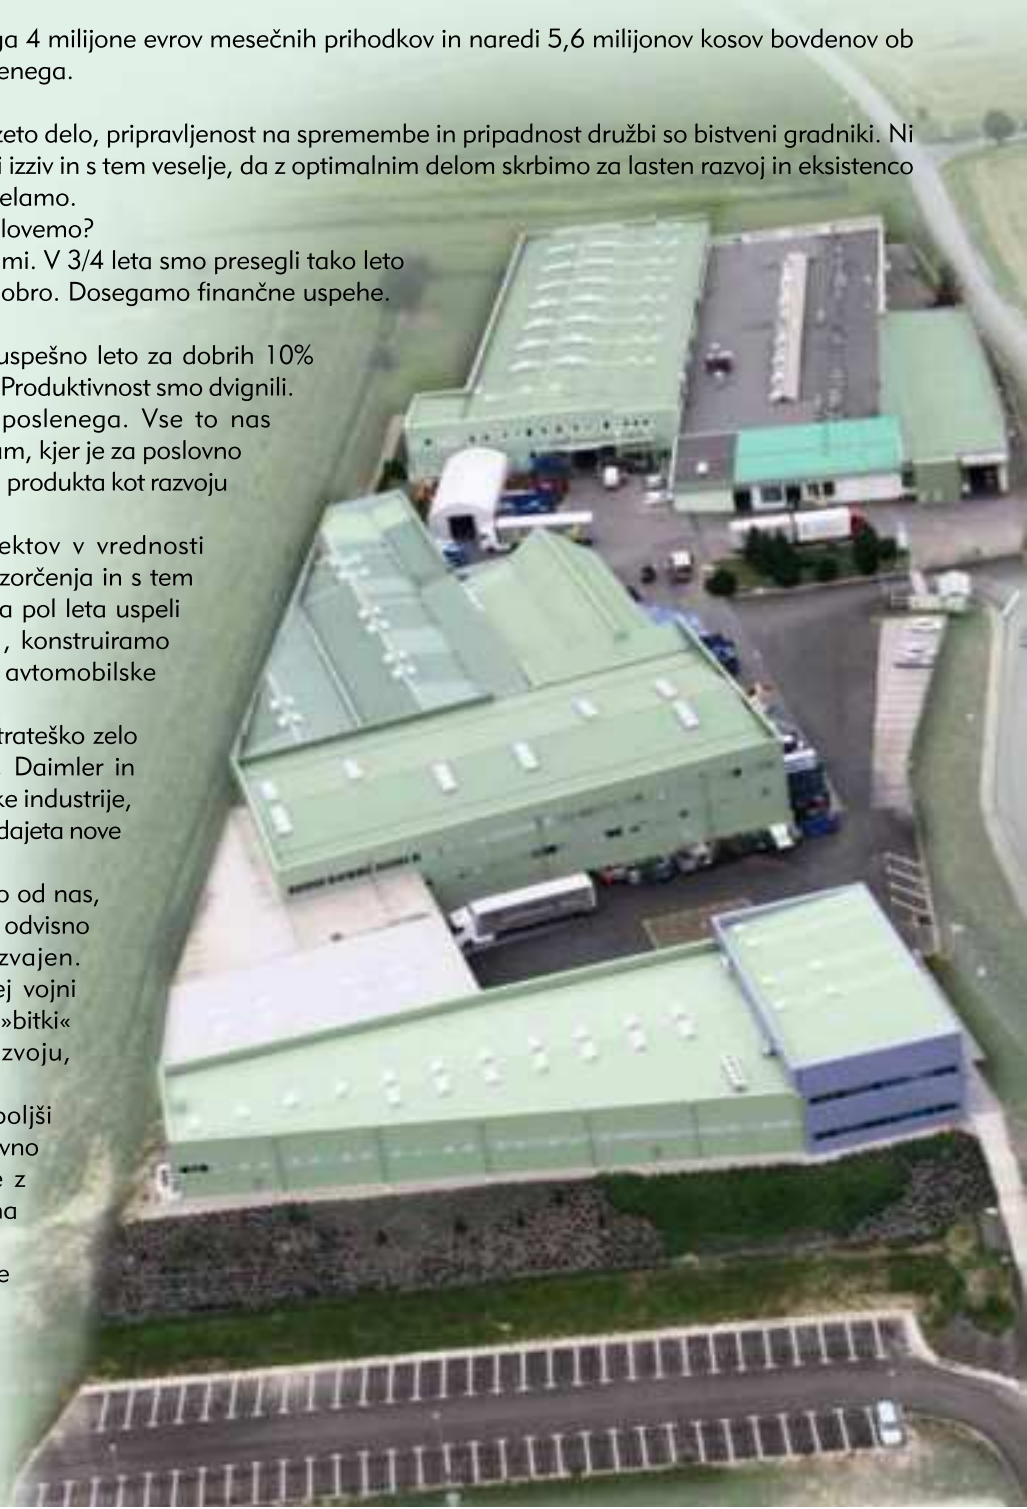 ga 4 milijone evrov mesečnih prihodkov in naredi 5,6 milijonov kosov bovdenov ob
enega.
zeto delo, pripravljenost na spremembe in pripadnost družbi so bistveni gradniki. Ni
i izziv in s tem veselje, da z optimalnim delom skrbimo za lasten razvoj in eksistenco
elamo.
lovemo?
mi. V 3/4 leta smo presegli tako leto
obro. Dosegamo finančne uspehe.
uspešno leto za dobrih 10%
Produktivnost smo dvignili.
poslenega. Vse to nas
am, kjer je za poslovno
produkta kot razvoju
ektov v vrednosti
zorčenja in s tem
a pol leta uspeli
, konstruiramo
avtomobilske
trateško zelo
Daimler in
ke industrije,
dajeta nove
o od nas,
odvisno
zvajen.
ej vojni
»bitki«
zvoju,
boljši
vno
e z
na
e